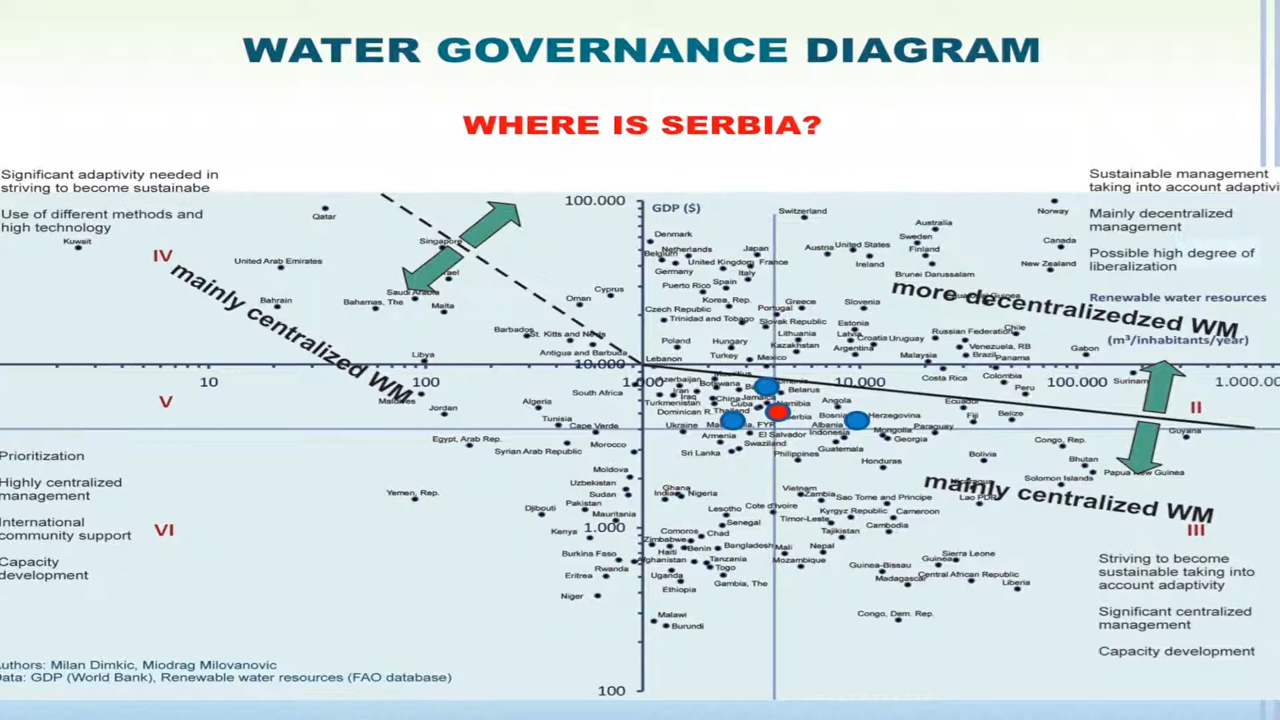 WATER GOVERNANCE DIAGRAM
WHERE IS SERBIA?
Significant adaptivity needed in
striving to become sustainabe
Use of different methods and
high technology
Sustainable management
taking into account adaptivi
Mainly decentralized
management
Possible high degree of
liberalization
Renewable water resources
(m³/inhabitants/year)
100.000
GDP ($)
Switzerland
Norway
Qatar
Australia
Denmark
Kuwait
Singapore
Sweden
Canada
Netherlands
Japan
Austria
United States
Finland
Belgium
IV
United Arab Emirates
United Kingdom
France
Ireland
New Zealand
Germany
Italy
Brunei Darussalam
Puerto Rico
Spain
Saudi Arabia
Cyprus
mainly centralized WM
more decentralizedzed WM
Bahrain
Bahamas, The
Malta
Oman
Korea, Rep.
Portugal
Greece
Slovenia
Czech Republic
Trinidad and Tobago
Slovak Republic
Estonia
Barbados
St. Kitts and Nevis
Lithuania
Latvia
Croatia
Uruguay
Russian Federation
Chile
Poland
Hungary
Kazakhstan
Argentina
Venezuela, RB
Gabon
Libya
Antigua and Barbuda
Lebanon
Turkey
Mexico
Malaysia
Brazil
Panama
10.000
10
100
1.000
10.000
100.000
1.000.00
Costa Rica
Colombia
Suriname
Botswana
Iran
Belarus
Peru
V
Maldives
South Africa
Iraq
China
Jamaica
Turkmenistan
Cuba
Namibia
Angola
Ecuador
II
Jordan
Algeria
Dominican R.
Thailand
Serbia
Bosnia
Herzegovina
Fiji
Belize
Tunisia
Cape Verde
Ukraine
FYR
Albania
Mongolia
Paraguay
Guyana
Egypt, Arab Rep.
Morocco
Armenia
El Salvador
Indonesia
Georgia
Congo, Rep.
Syrian Arab Republic
Sri Lanka
Swaziland
Guatemala
Philippines
Honduras
Bolivia
Bhutan
Papua New Guinea
Prioritization
Highly centralized
management
International
community support
Capacity
development
VI
Moldova
Uzbekistan
Sudan
mainly centralized WM
Solomon Islands
Yemen, Rep.
Ghana
India
Nigeria
Vietnam
Zambia
Sao Tome and Principe
Lao PDR
Djibouti
Pakistan
Mauritania
Lesotho
Cote d'Ivoire
Kyrgyz Republic
Cameroon
Kenya
1.000
Senegal
Timor-Leste
Cambodia
III
Comoros
Chad
Tajikistan
Zimbabwe
Burkina Faso
Haiti
Benin
Bangladesh
Mali
Nepal
Guinea
Sierra Leone
Afghanistan
Tanzania
Mozambique
Guinea-Bissau
Rwanda
Togo
Eritrea
Uganda
Gambia, The
Madagascar
Central African Republic
Liberia
Niger
Ethiopia
Malawi
Burundi
Congo, Dem. Rep.
Striving to become
sustainable taking into
account adaptivity
Significant centralized
management
Capacity development
uthors: Milan Dimkic, Miodrag Milovanovic
ata: GDP (World Bank), Renewable water resources (FAO database)
100